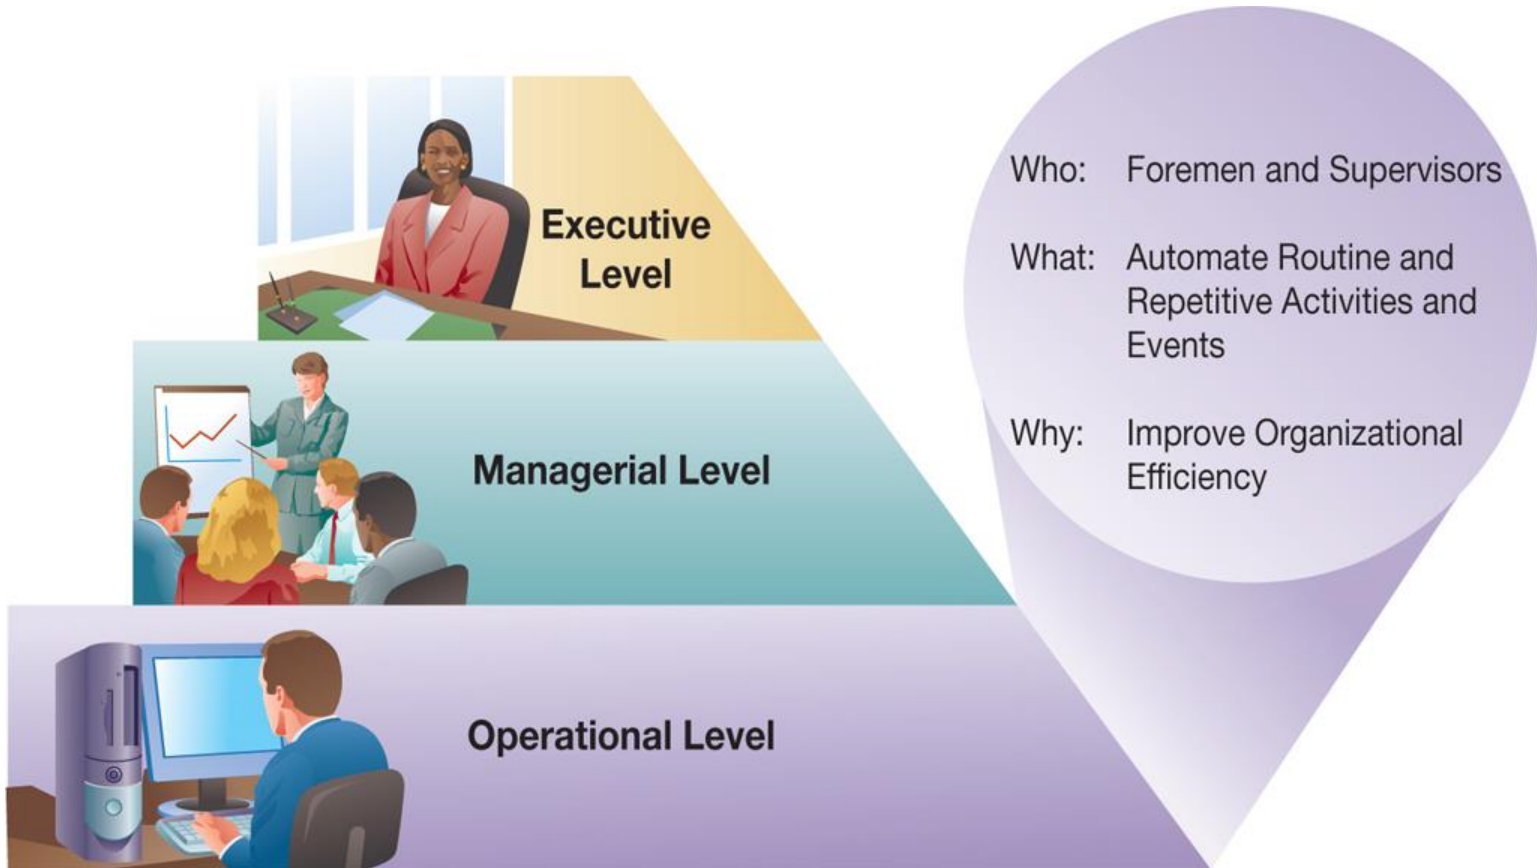 Executive
Level
Managerial Level
Operational Level
Who: Foremen and Supervisors
What: Automate Routine and
Repetitive Activities and
Events
Why: Improve Organizational
Efficiency